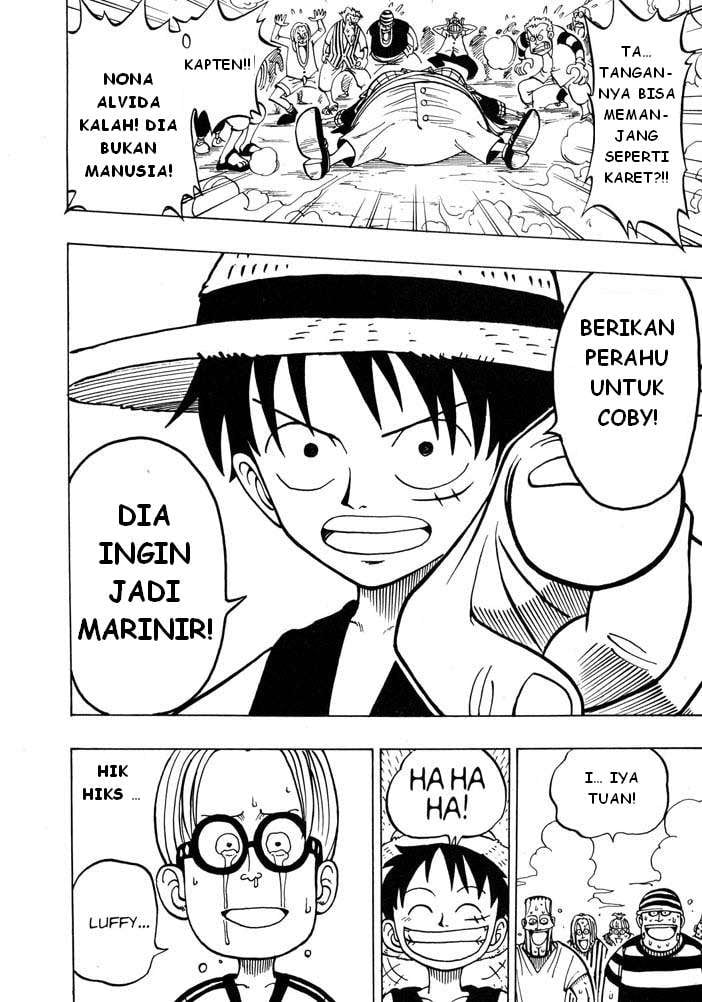 TA...
TANGAN-
NYA BISA
MEMAN-
JANG
SEPERTI
KARET?!!
KAPTEN!!
NONA
ALVIDA
KALAH! DIA
BUKAN
MANUSIA!
BERIKAN
PERAHU
UNTUK
COBY!
DIA
INGIN
JADI
MARINIR!
I... IYA
TUAN!
HA HA
HA!
HIK
HIKS ...
LUFFY...